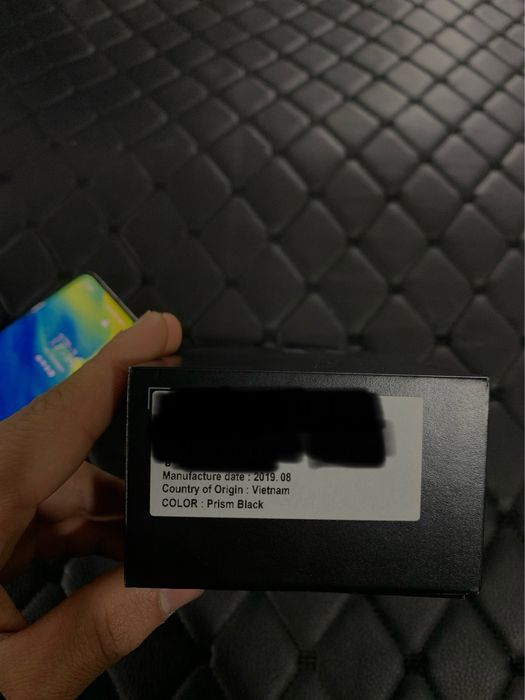 Manufacture date : 2019. 08
Country of Origin : Vietnam
COLOR : Prism Black